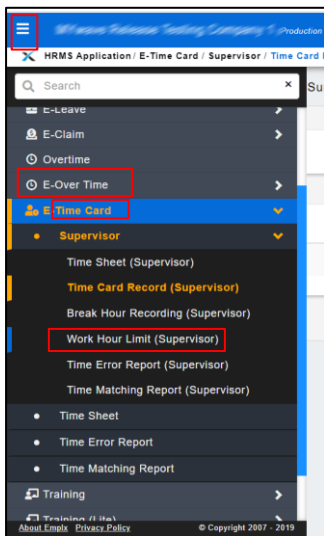 Production
HRMS Application / E-Time Card / Supervisor / Time Card
Search
×
Su
E-Leave
E-Claim
Overtime
E-Over Time
E-Time Card
Supervisor
Time Sheet (Supervisor)
Time Card Record (Supervisor)
Break Hour Recording (Supervisor)
Work Hour Limit (Supervisor)
Time Error Report (Supervisor)
Time Matching Report (Supervisor)
Time Sheet
Time Error Report
Time Matching Report
Training
Training (Lite)
About Emplx Privacy Policy © Copyright 2007 - 2019